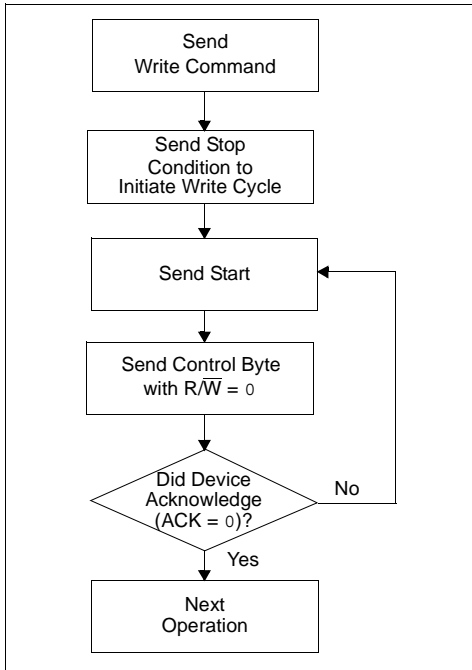 Send
Write Command
Send Stop
Condition to
Initiate Write Cycle
Send Start
Send Control Byte
with R/W̅ = 0
Did Device
Acknowledge
(ACK = 0)?
No
Yes
Next
Operation